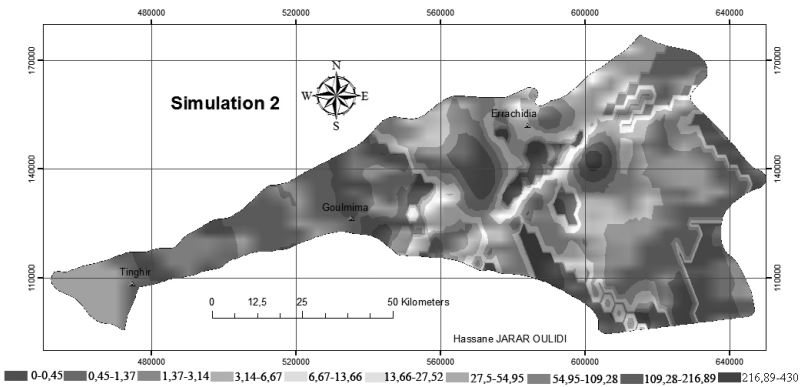 480000 520000 560000 600000 640000
170000 170000
Simulation 2
N
W E
S
Errachidia
140000 140000
Goulmima
Tinghir
110000 110000
0 12,5 25 50 Kilometers
Hassane JARAR OULIDI
480000 520000 560000 600000 640000
0-0,45 0,45-1,37 1,37-3,14 3,14-6,67 6,67-13,66 13,66-27,52 27,5-54,95 54,95-109,28 109,28-216,89 216,89-430